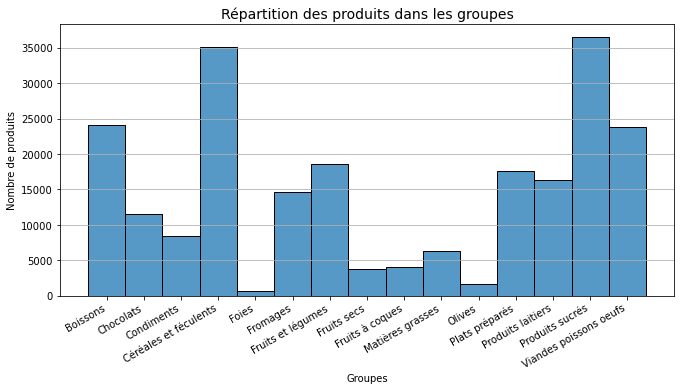 Répartition des produits dans les groupes
Nombre de produits
35000
30000
25000
20000
15000
10000
5000
0
Boissons
Chocolats
Condiments
Céréales et féculents
Foies
Fromages
Fruits et légumes
Fruits secs
Fruits à coques
Matières grasses
Olives
Plats préparés
Produits laitiers
Produits sucrés
Viandes poissons oeufs
Groupes